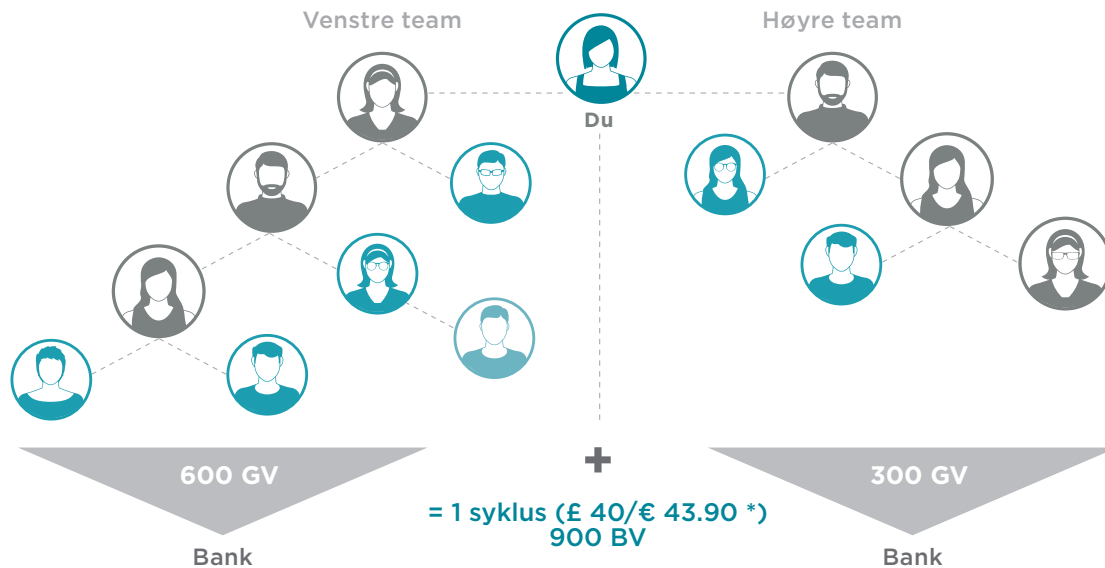 Venstre team
Høyre team
Du
600 GV
+
300 GV
= 1 syklus (£ 40/€ 43.90 *)
900 BV
Bank
Bank